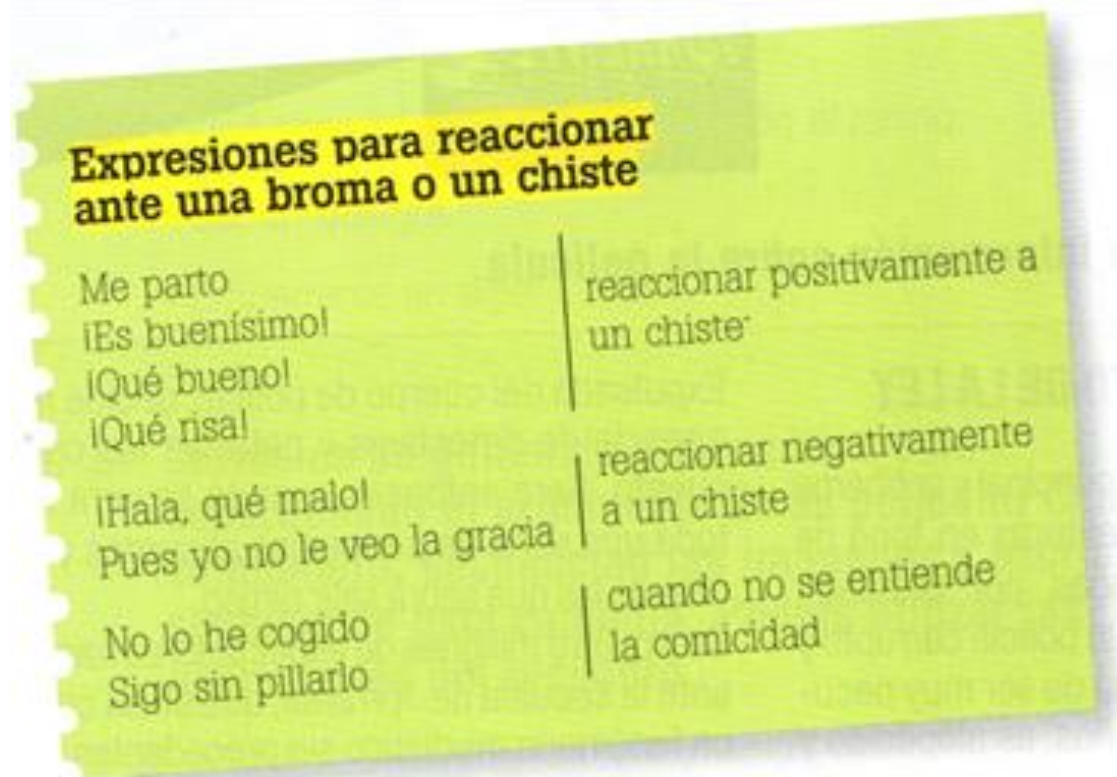 Expresiones para reaccionar
ante una broma o un chiste
Me parto
¡Es buenísimo!
¡Qué bueno!
¡Qué risa!
reaccionar positivamente a
un chiste
¡Hala, qué malo!
Pues yo no le veo la gracia
reaccionar negativamente
a un chiste
No lo he cogido
Sigo sin pillarlo
cuando no se entiende
la comicidad